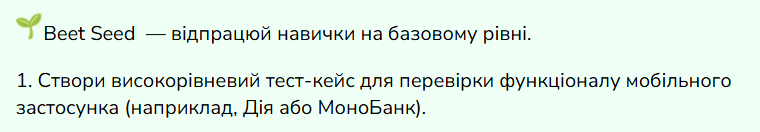 Beet Seed — відпрацюй навички на базовому рівні.
1. Створи високорівневий тест-кейс для перевірки функціоналу мобільного
застосунка (наприклад, Дія або МоноБанк).